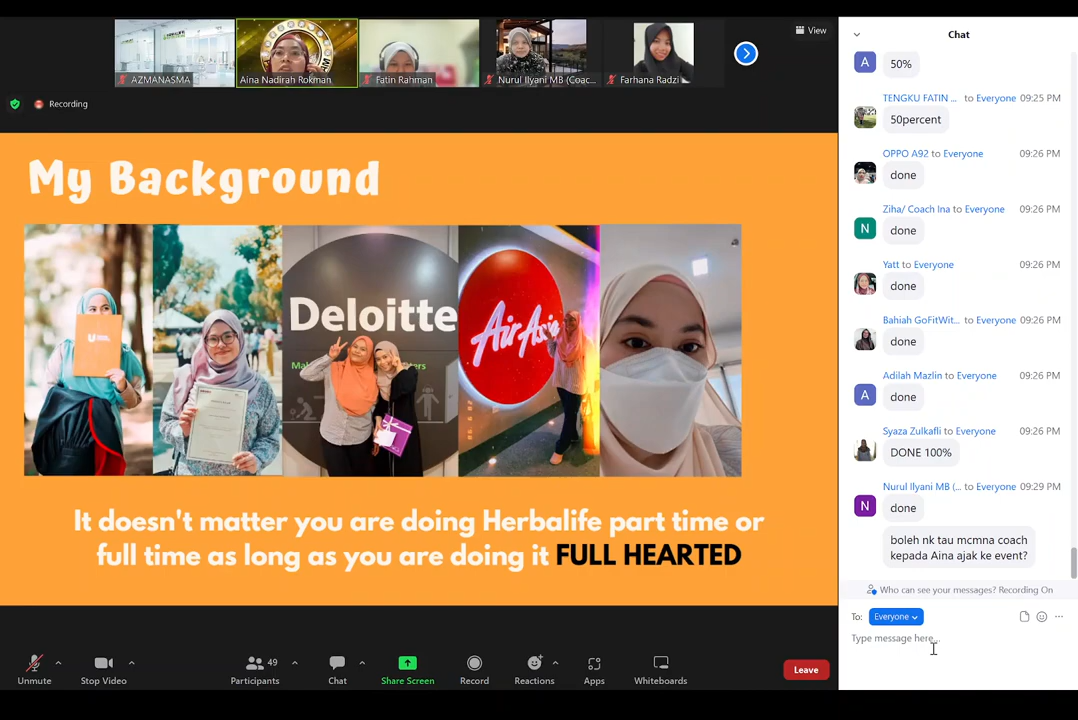 AZMANASMA
Aina Nadirah Rokman
Fatin Rahman
Nurul Ilyani MB (Coac...
Farhana Radzi
View
Recording
My Background
Deloitte
AirAsia
It doesn't matter you are doing Herbalife part time or
full time as long as you are doing it FULL HEARTED
Unmute
Stop Video
49
Participants
Chat
Share Screen
Record
Reactions
Apps
Whiteboards
Leave
Chat
A
50%
TENGKU FATIN ... to Everyone 09:25 PM
50percent
OPPO A92 to Everyone 09:26 PM
done
Ziha/ Coach Ina to Everyone 09:26 PM
N
done
Yatt to Everyone 09:26 PM
done
Bahiah GoFitWit... to Everyone 09:26 PM
done
Adilah Mazlin to Everyone 09:26 PM
A
done
Syaza Zulkafli to Everyone 09:26 PM
DONE 100%
Nurul Ilyani MB (... to Everyone 09:29 PM
N
done
boleh nk tau mcmna coach
kepada Aina ajak ke event?
Who can see your messages? Recording On
To: Everyone
Type message here...